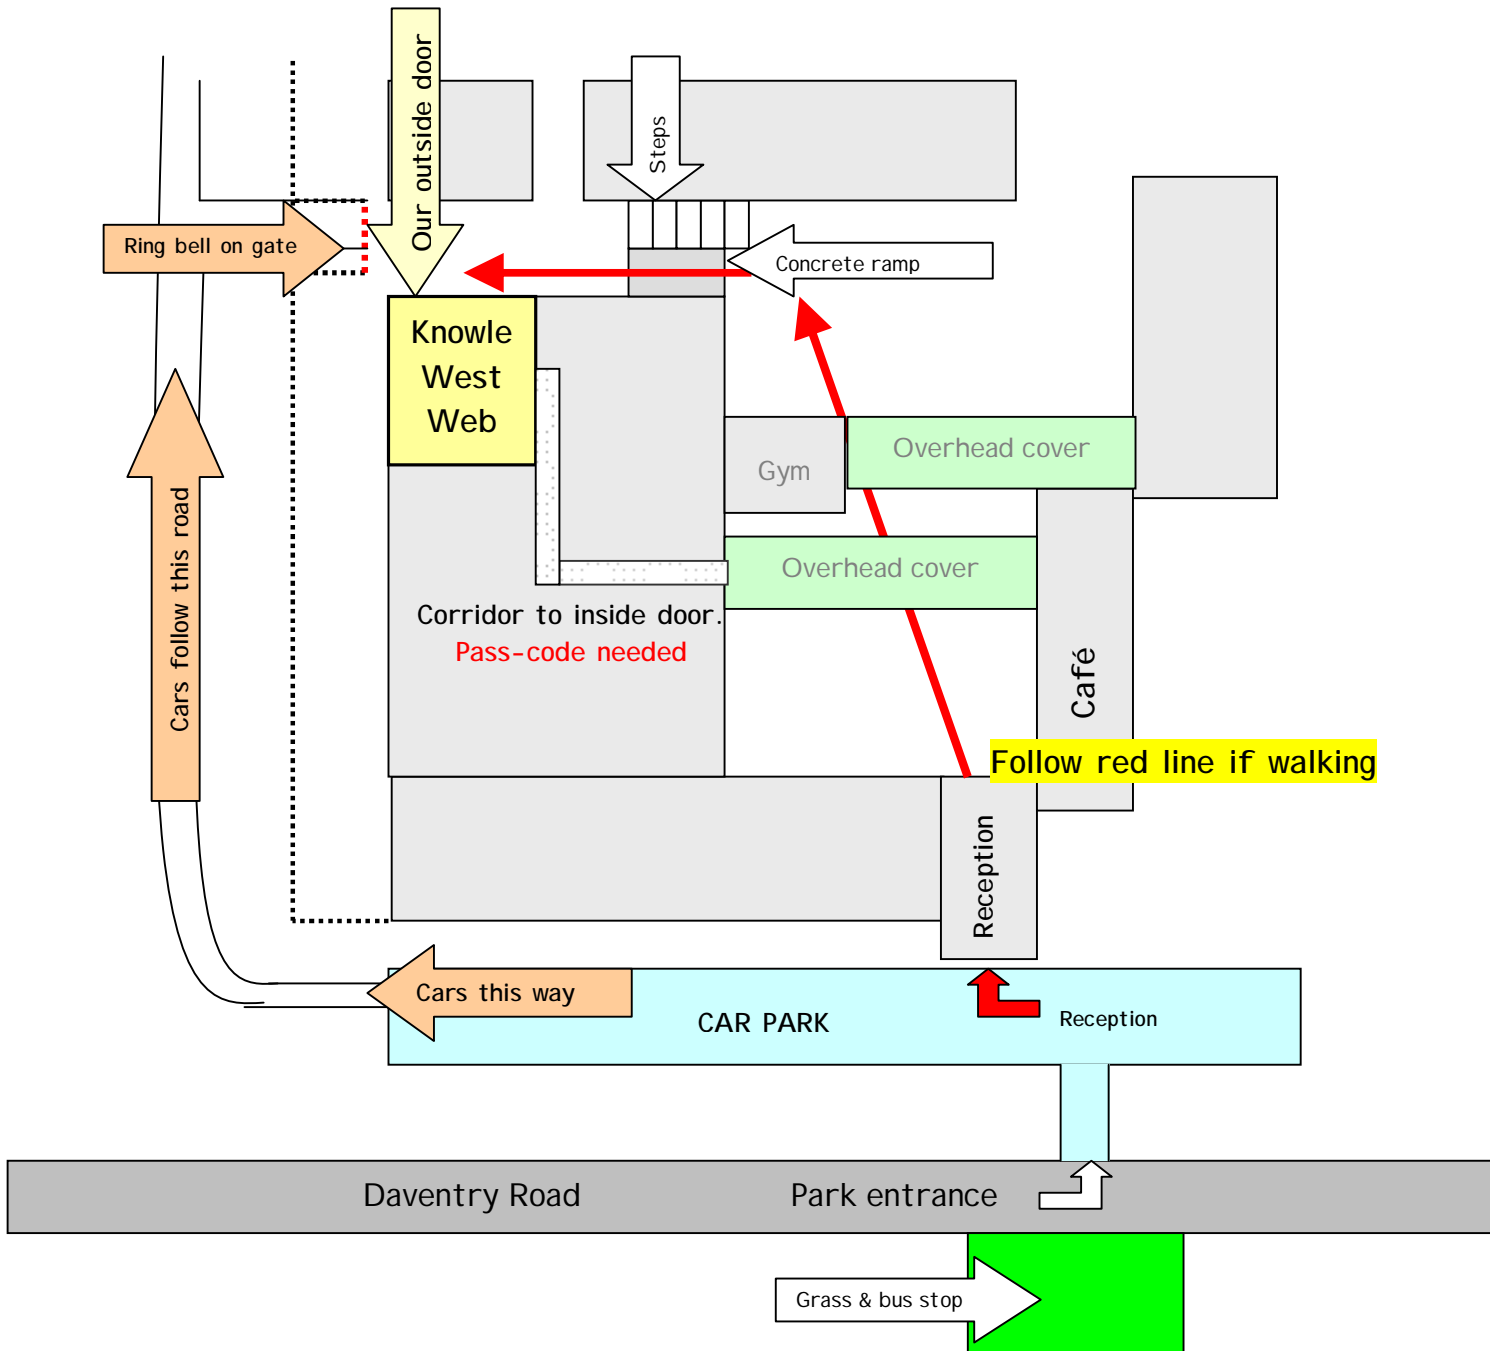 Our outside door
Steps
Ring bell on gate
Concrete ramp
Knowle
West
Web
Overhead cover
Gym
Overhead cover
Cars follow this road
Corridor to inside door.
Pass-code needed
Café
Follow red line if walking
Reception
Cars this way
CAR PARK
Reception
Daventry Road
Park entrance
Grass & bus stop